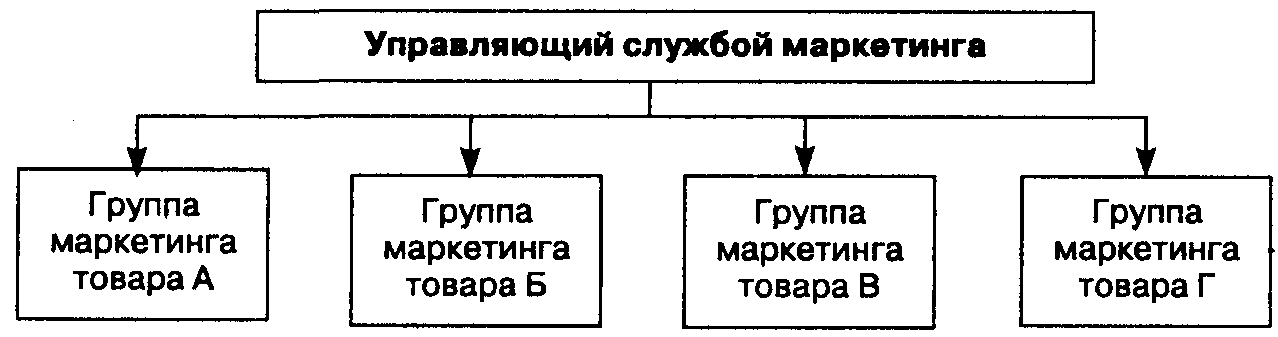 Управляющий службой маркетинга
Группа
маркетинга
товара А
Группа
маркетинга
товара Б
Группа
маркетинга
товара В
Группа
маркетинга
товара Г